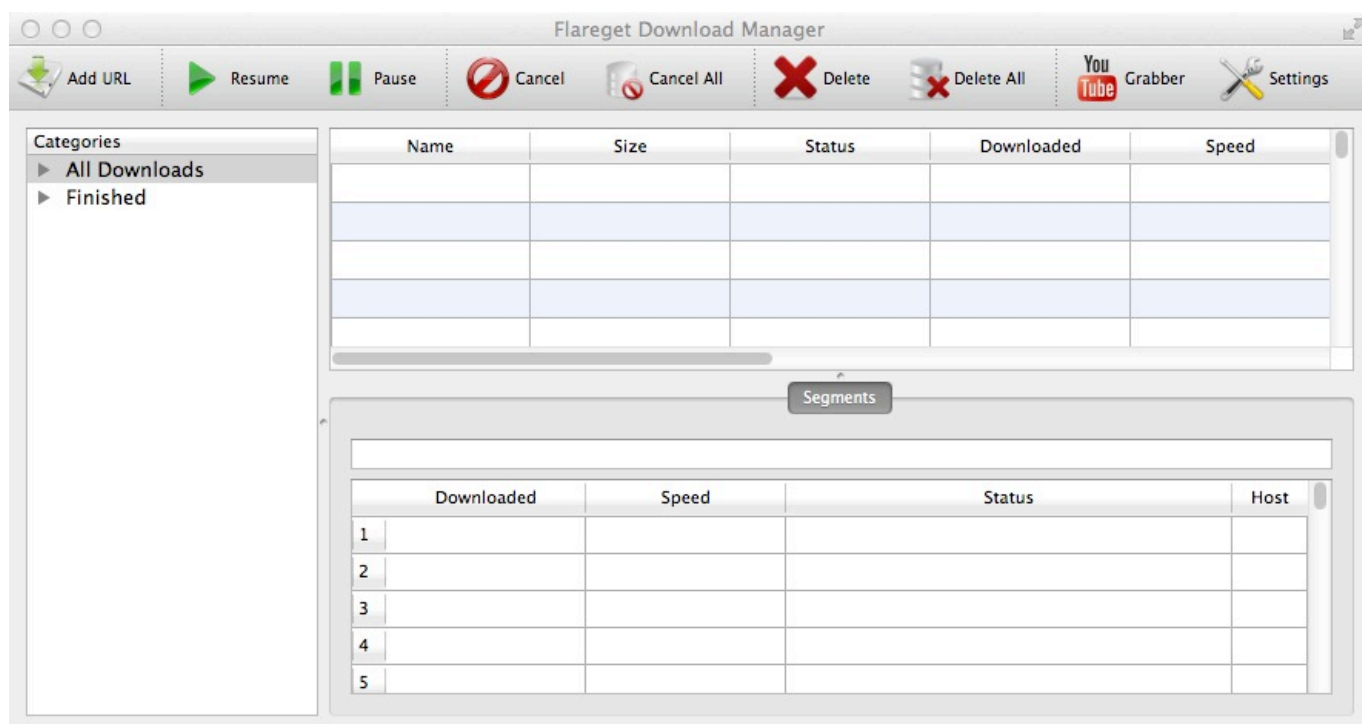 Flareget Download Manager
Add URL Resume Pause Cancel Cancel All Delete Delete All You Tube Grabber Settings
Categories
All Downloads
Finished
Name Size Status Downloaded Speed
Segments
Downloaded Speed Status Host
1
2
3
4
5